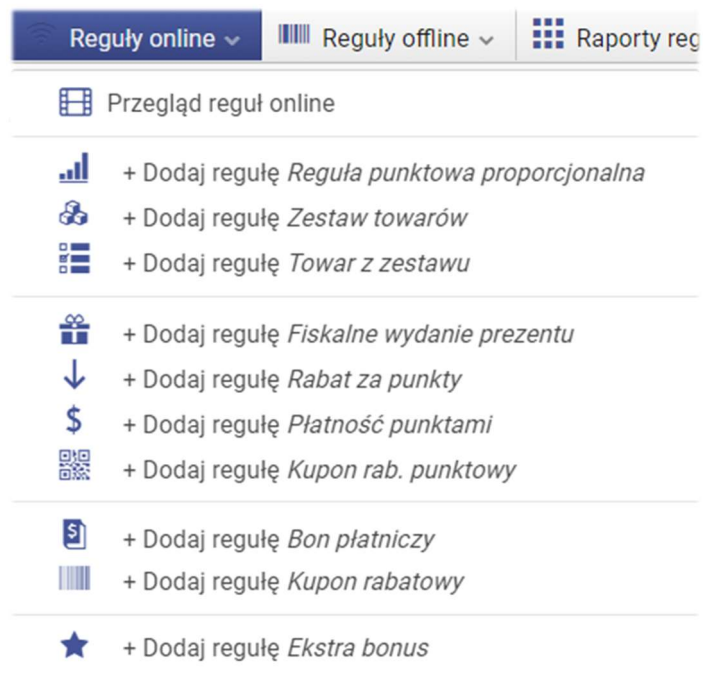 Reguły online Reguły offline Raporty reg
Przegląd reguł online
+ Dodaj regułę Reguła punktowa proporcjonalna
+ Dodaj regułę Zestaw towarów
+ Dodaj regułę Towar z zestawu
+ Dodaj regułę Fiskalne wydanie prezentu
+ Dodaj regułę Rabat za punkty
+ Dodaj regułę Płatność punktami
+ Dodaj regułę Kupon rab. punktowy
+ Dodaj regułę Bon płatniczy
+ Dodaj regułę Kupon rabatowy
+ Dodaj regułę Ekstra bonus